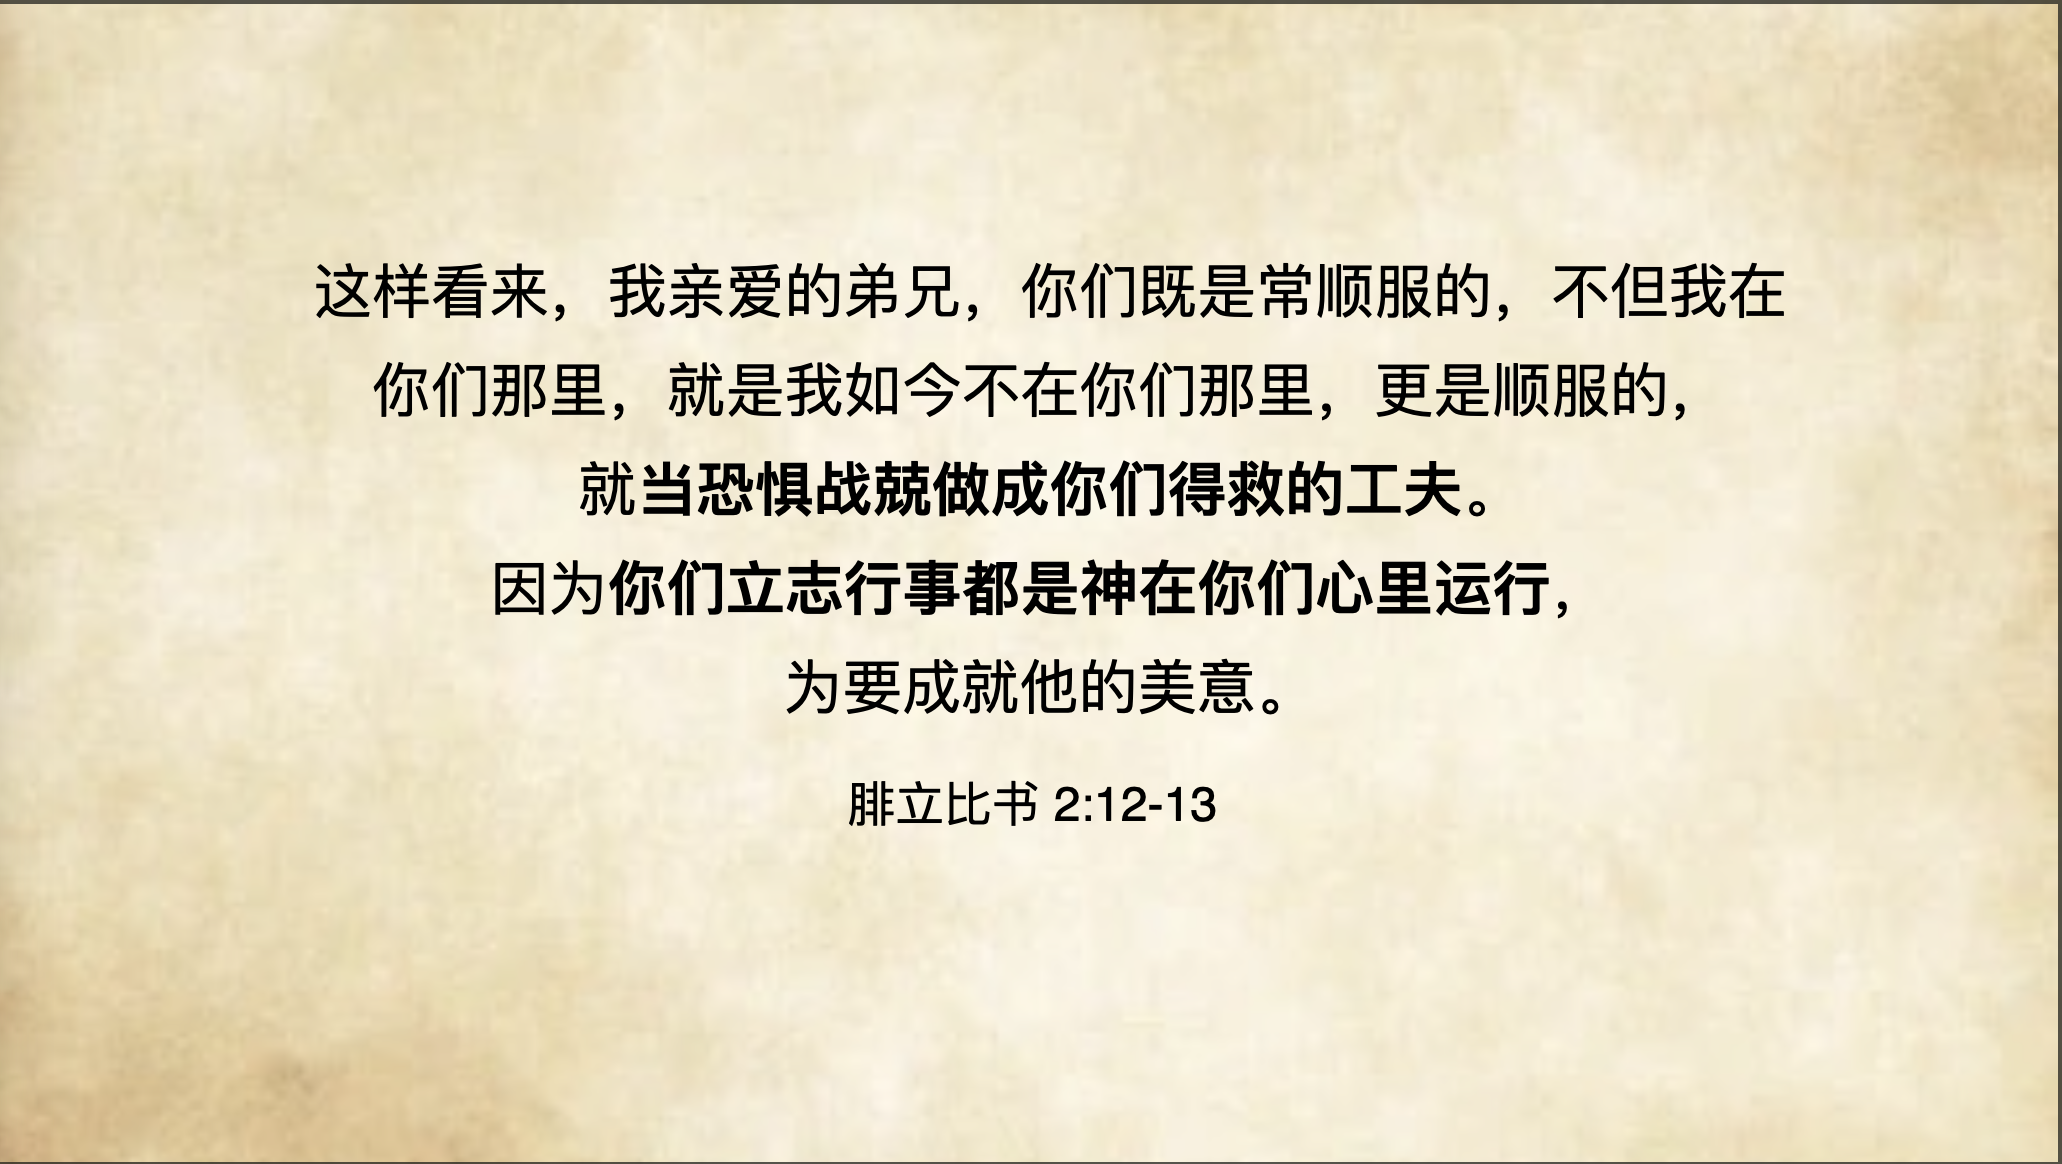 这样看来，我亲爱的弟兄，你们既是常顺服的，不但我在
你们那里，就是我如今不在你们那里，更是顺服的，
就当恐惧战兢做成你们得救的工夫。
因为你们立志行事都是神在你们心里运行，
为要成就他的美意。
腓立比书 2:12-13